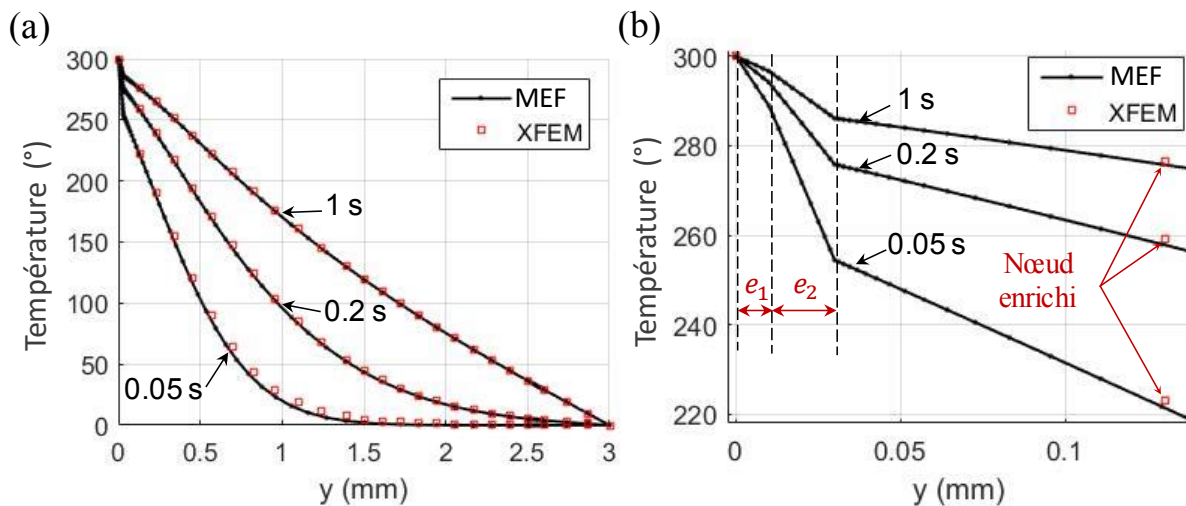 (a)
300
250
200
150
100
50
0
Température (°)
MEF
XFEM
1 s
0.2 s
0.05 s
0
0.5
1
1.5
2
2.5
3
y (mm)
(b)
300
280
260
240
220
Température (°)
MEF
XFEM
1 s
0.2 s
0.05 s
e₁
e₂
Nœud
enrichi
0
0.05
0.1
y (mm)